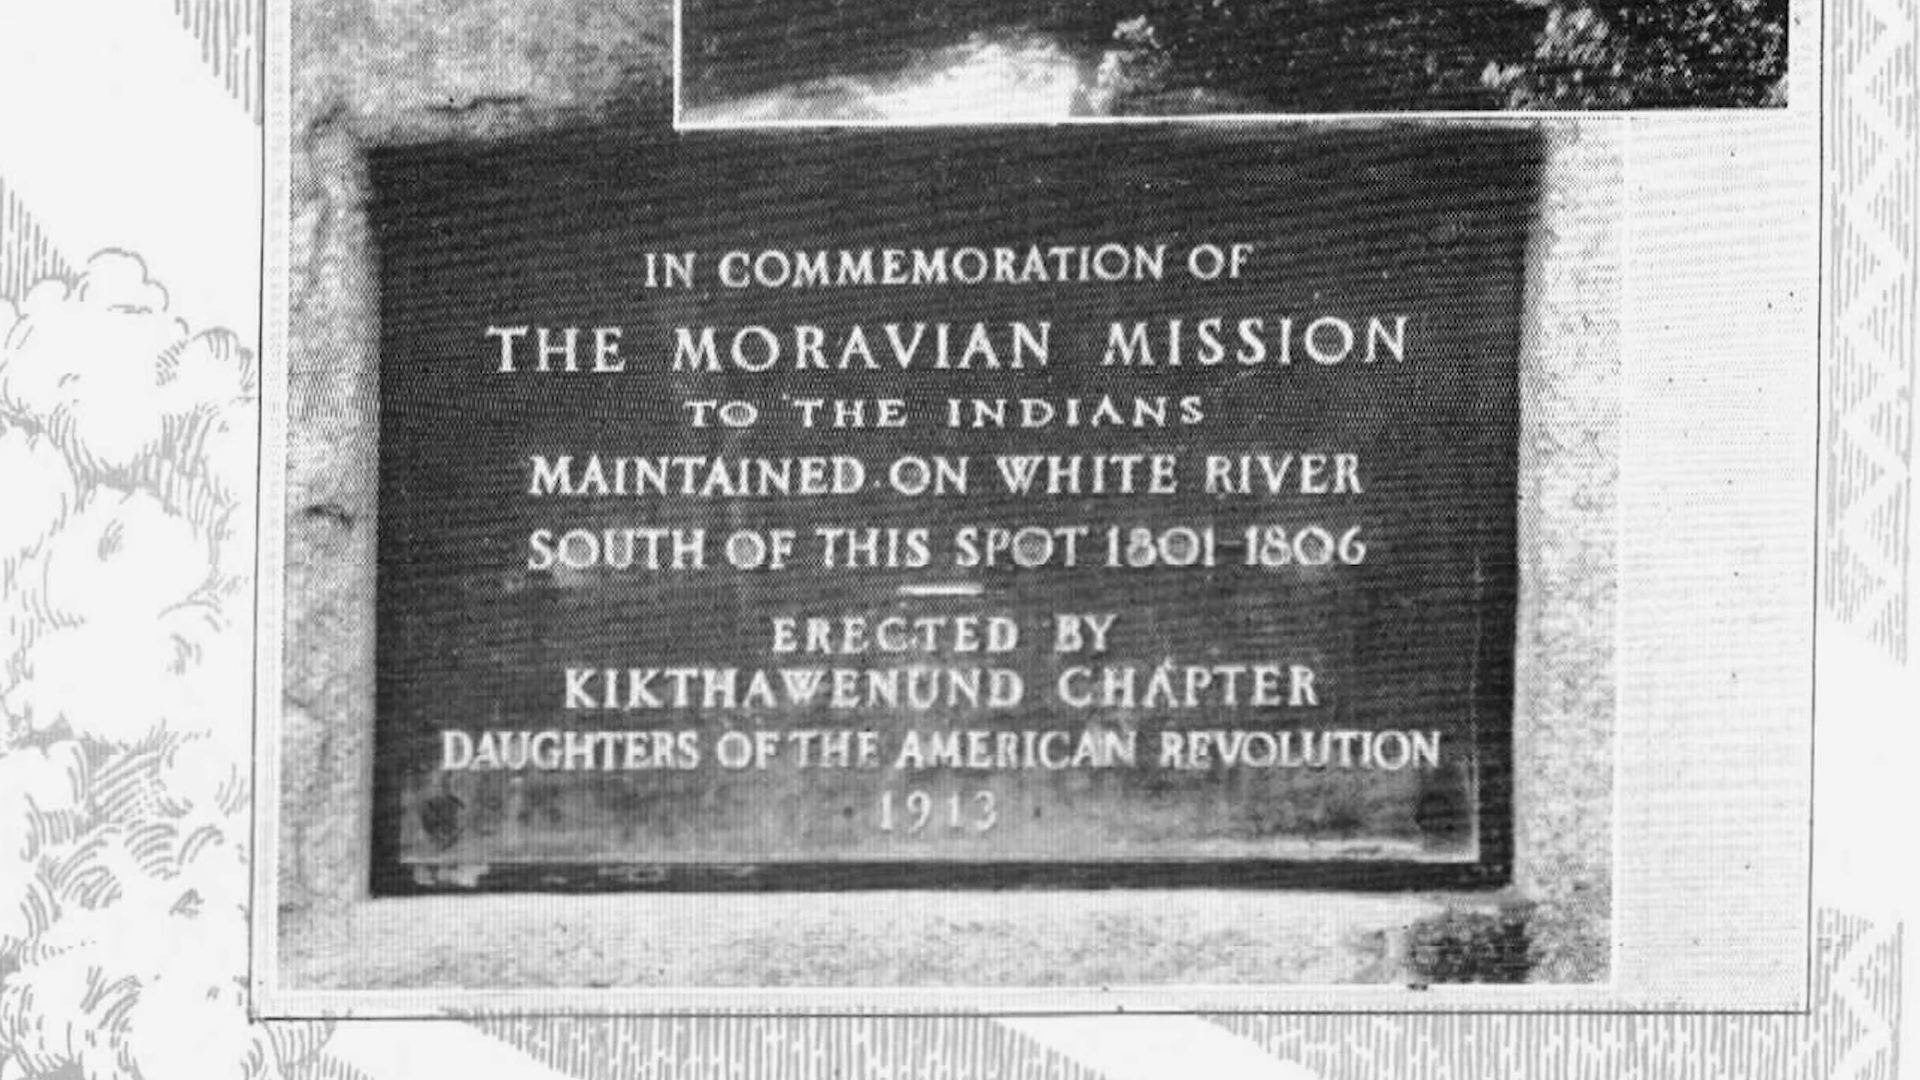 IN COMMEMORATION OF
THE MORAVIAN MISSION
TO THE INDIANS
MAINTAINED ON WHITE RIVER
SOUTH OF THIS SPOT 1801-1806
ERECTED BY
KIKTHAWENUND CHAPTER
DAUGHTERS OF THE AMERICAN REVOLUTION
1913